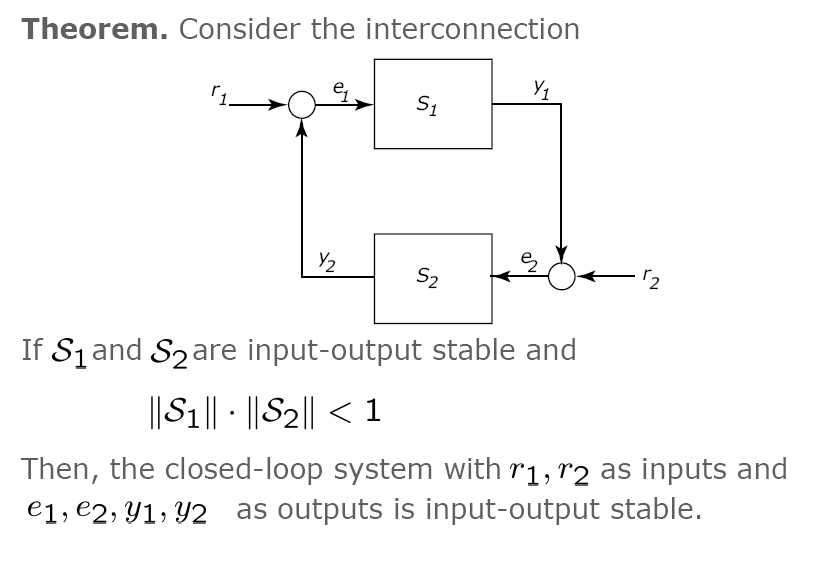 Theorem. Consider the interconnection
r₁
e₁
S₁
y₁
y₂
S₂
e₂
r₂
If 𝒮₁ and 𝒮₂ are input-output stable and
‖𝒮₁‖ · ‖𝒮₂‖ < 1
Then, the closed-loop system with r₁, r₂ as inputs and
e₁, e₂, y₁, y₂ as outputs is input-output stable.